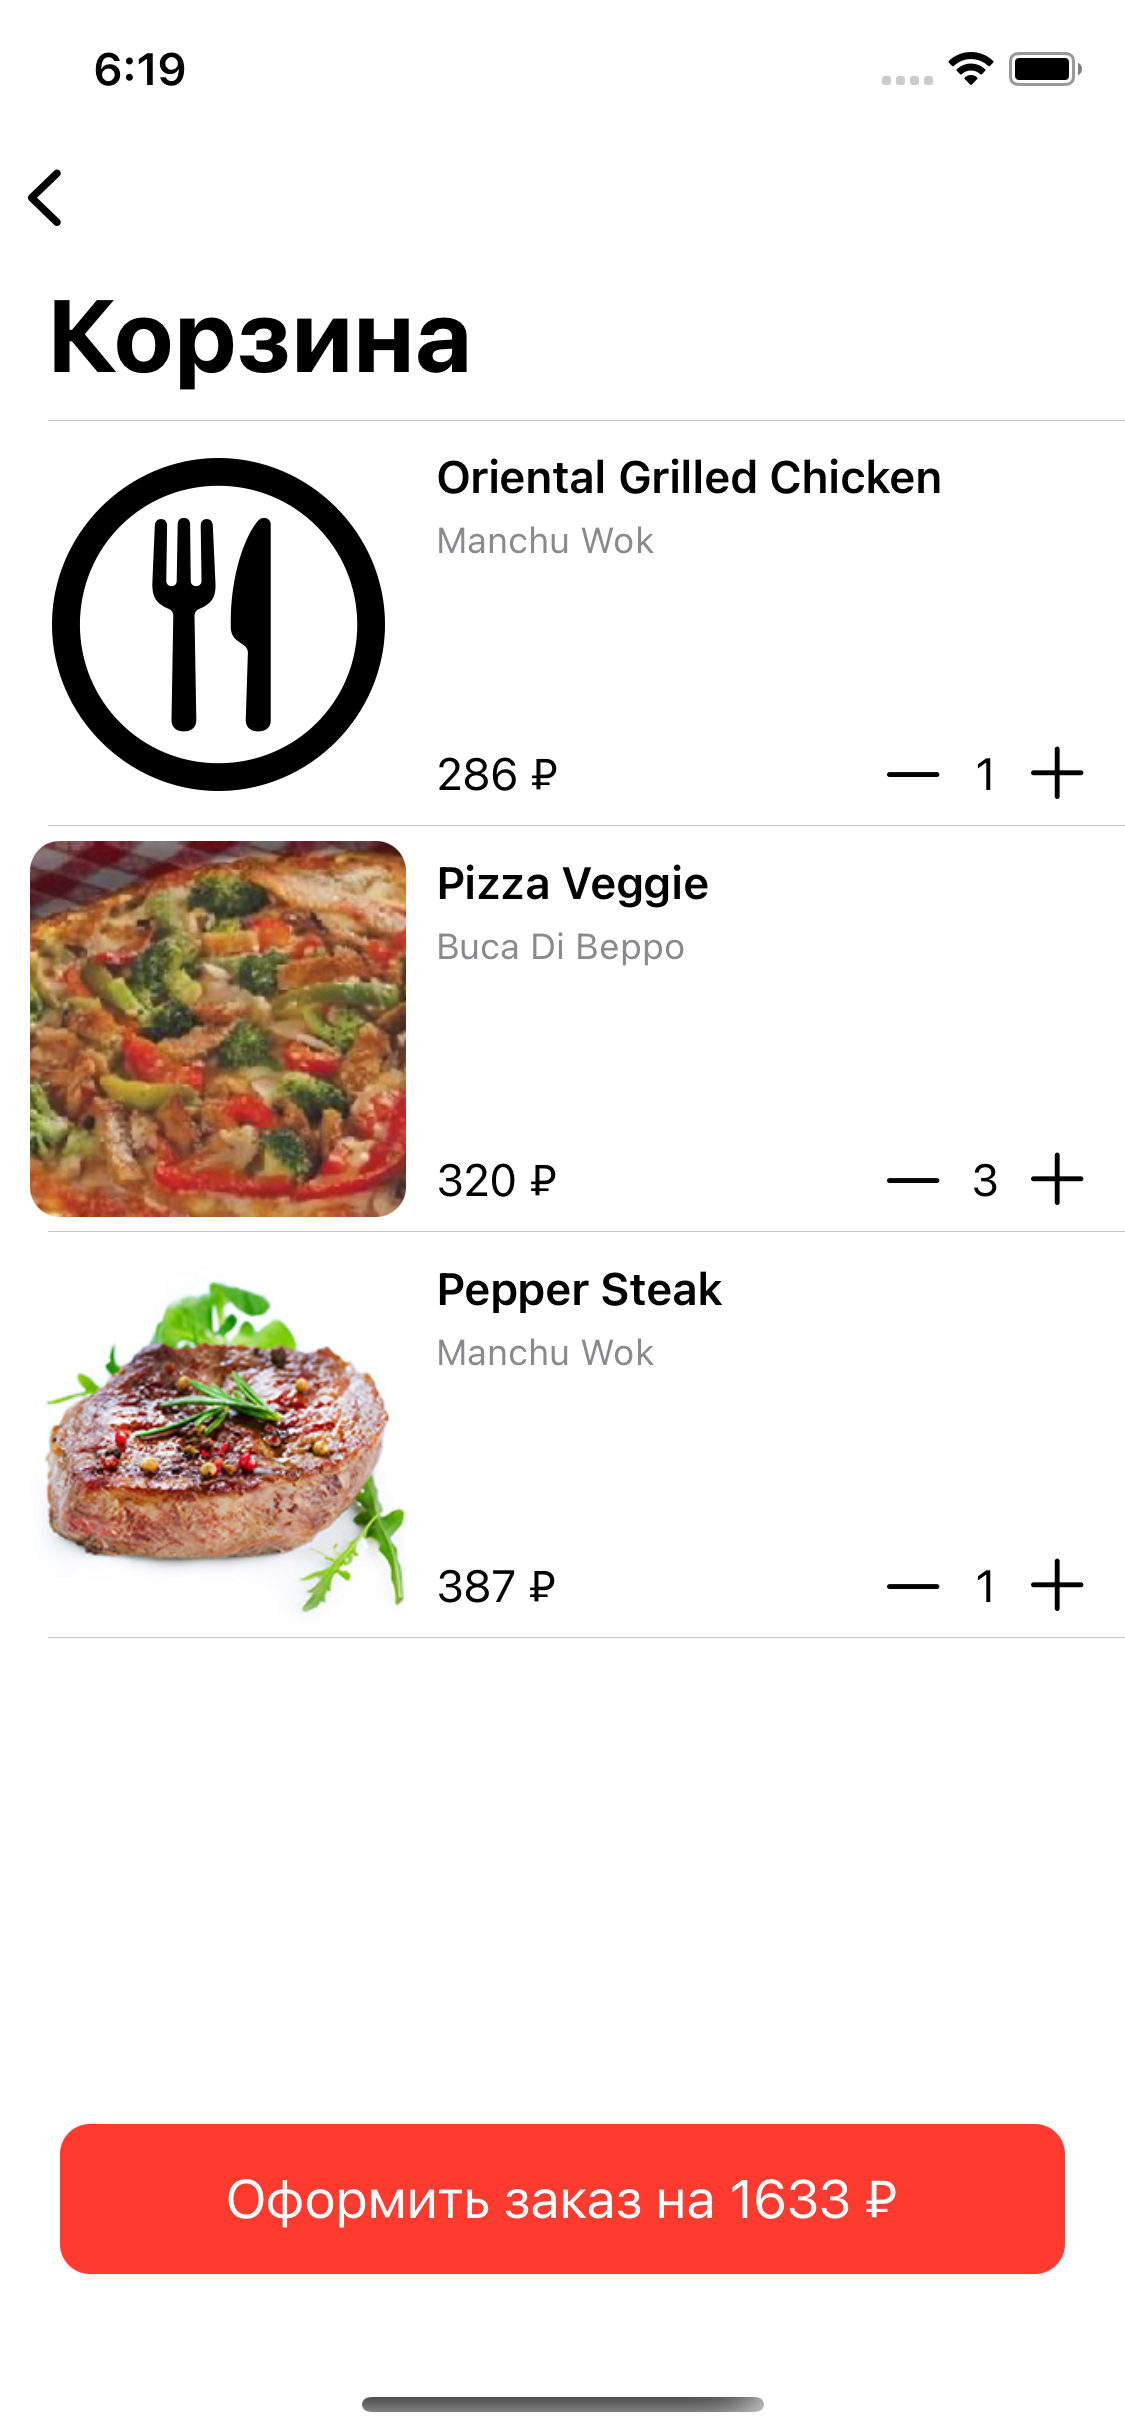 6:19
Корзина
Oriental Grilled Chicken
Manchu Wok
286 ₽
1
Pizza Veggie
Buca Di Beppo
320 ₽
3
Pepper Steak
Manchu Wok
387 ₽
1
Оформить заказ на 1633 ₽